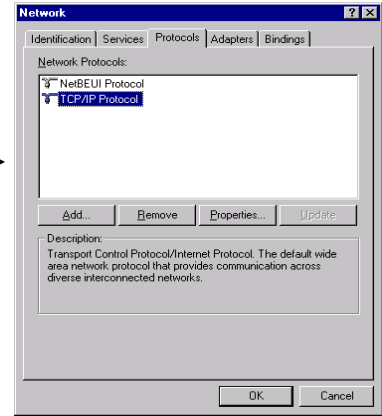 Network
Identification Services Protocols Adapters Bindings
Network Protocols:
NetBEUI Protocol
TCP/IP Protocol
Add... Remove Properties... Update
Description:
Transport Control Protocol/Internet Protocol. The default wide
area network protocol that provides communication across
diverse interconnected networks.
OK Cancel